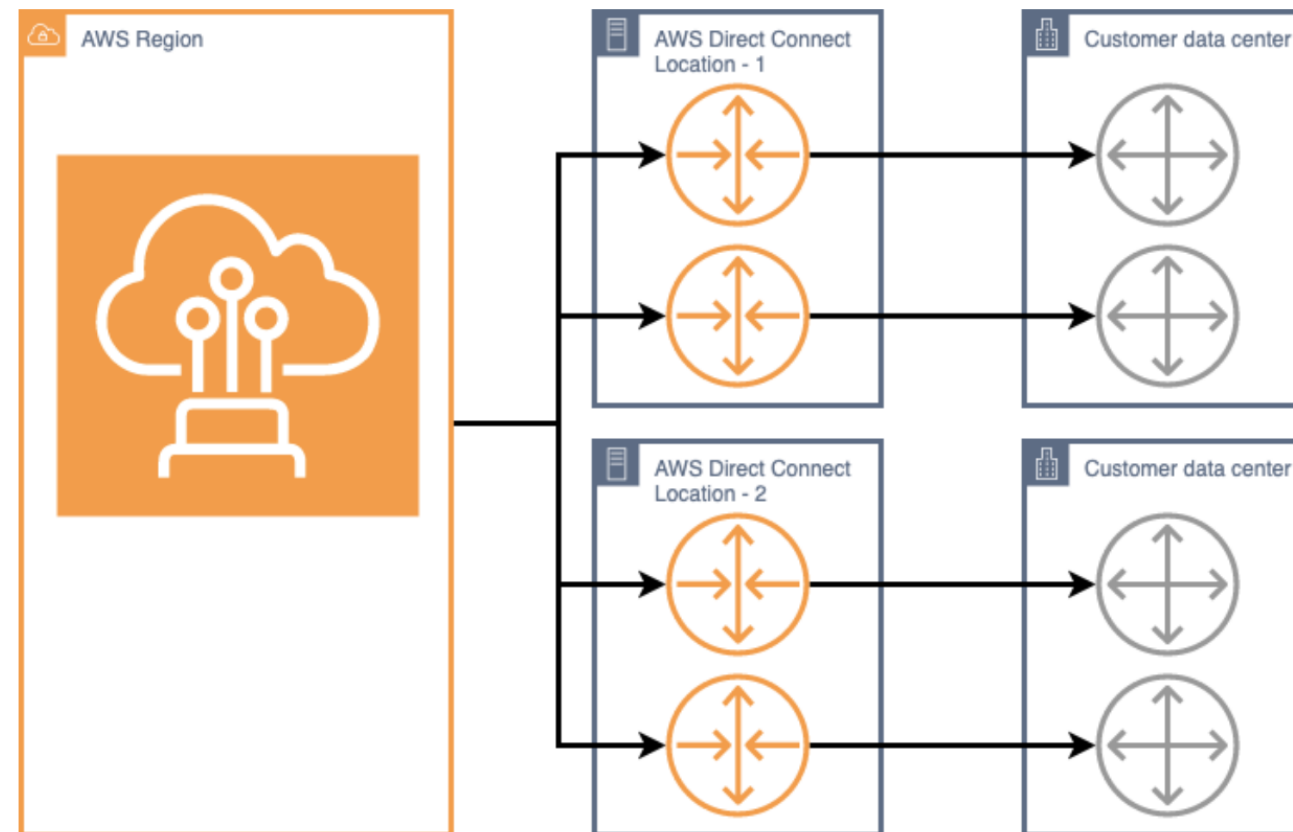 AWS Region
AWS Direct Connect
Location - 1
Customer data center
AWS Direct Connect
Location - 2
Customer data center